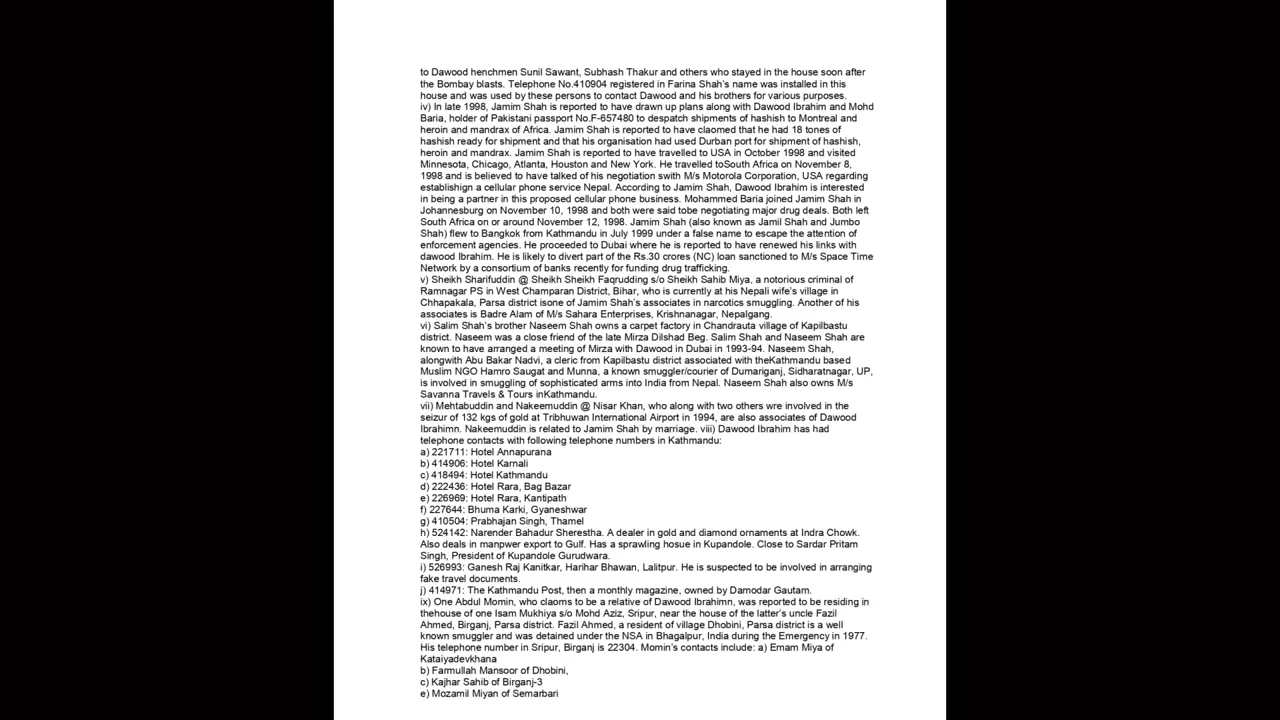 to Dawood henchmen Sunil Sawant, Subhash Thakur and others who stayed in the house soon after
the Bombay blasts. Telephone No.410904 registered in Farina Shah's name was installed in this
house and was used by these persons to contact Dawood and his brothers for various purposes.
iv) In late 1998, Jamim Shah is reported to have drawn up plans along with Dawood Ibrahim and Mohd
Baria, holder of Pakistani passport No.F-657480 to despatch shipments of hashish to Montreal and
heroin and mandrax of Africa. Jamim Shah is reported to have claomed that he had 18 tones of
hashish ready for shipment and that his organisation had used Durban port for shipment of hashish,
heroin and mandrax. Jamim Shah is reported to have travelled to USA in October 1998 and visited
Minnesota, Chicago, Atlanta, Houston and New York. He travelled toSouth Africa on November 8,
1998 and is believed to have talked of his negotiation swith M/s Motorola Corporation, USA regarding
establishign a cellular phone service Nepal. According to Jamim Shah, Dawood Ibrahim is interested
in being a partner in this proposed cellular phone business. Mohammed Baria joined Jamim Shah in
Johannesburg on November 10, 1998 and both were said tobe negotiating major drug deals. Both left
South Africa on or around November 12, 1998. Jamim Shah (also known as Jamil Shah and Jumbo
Shah) flew to Bangkok from Kathmandu in July 1999 under a false name to escape the attention of
enforcement agencies. He proceeded to Dubai where he is reported to have renewed his links with
dawood Ibrahim. He is likely to divert part of the Rs.30 crores (NC) loan sanctioned to M/s Space Time
Network by a consortium of banks recently for funding drug trafficking.
v) Sheikh Sharifuddin @ Sheikh Sheikh Faqrudding s/o Sheikh Sahib Miya, a notorious criminal of
Ramnagar PS in West Champaran District, Bihar, who is currently at his Nepali wife's village in
Chhapakala, Parsa district isone of Jamim Shah's associates in narcotics smuggling. Another of his
associates is Badre Alam of M/s Sahara Enterprises, Krishnanagar, Nepalgang.
vi) Salim Shah's brother Naseem Shah owns a carpet factory in Chandrauta village of Kapilbastu
district. Naseem was a close friend of the late Mirza Dilshad Beg. Salim Shah and Naseem Shah are
known to have arranged a meeting of Mirza with Dawood in Dubai in 1993-94. Naseem Shah,
alongwith Abu Bakar Nadvi, a cleric from Kapilbastu district associated with theKathmandu based
Muslim NGO Hamro Saugat and Munna, a known smuggler/courier of Dumariganj, Sidharatnagar, UP,
is involved in smuggling of sophisticated arms into India from Nepal. Naseem Shah also owns M/s
Savanna Travels & Tours inKathmandu.
vii) Mehtabuddin and Nakeemuddin @ Nisar Khan, who along with two others wre involved in the
seizur of 132 kgs of gold at Tribhuwan International Airport in 1994, are also associates of Dawood
Ibrahimn. Nakeemuddin is related to Jamim Shah by marriage. viii) Dawood Ibrahim has had
telephone contacts with following telephone numbers in Kathmandu:
a) 221711: Hotel Annapurana
b) 414906: Hotel Karnali
c) 418494: Hotel Kathmandu
d) 222436: Hotel Rara, Bag Bazar
e) 226969: Hotel Rara, Kantipath
f) 227644: Bhuma Karki, Gyaneshwar
g) 410504: Prabhajan Singh, Thamel
h) 524142: Narender Bahadur Sherestha. A dealer in gold and diamond ornaments at Indra Chowk.
Also deals in manpwer export to Gulf. Has a sprawling hosue in Kupandole. Close to Sardar Pritam
Singh, President of Kupandole Gurudwara.
i) 526993: Ganesh Raj Kanitkar, Harihar Bhawan, Lalitpur. He is suspected to be involved in arranging
fake travel documents.
j) 414971: The Kathmandu Post, then a monthly magazine, owned by Damodar Gautam.
ix) One Abdul Momin, who claoms to be a relative of Dawood Ibrahimn, was reported to be residing in
thehouse of one Isam Mukhiya s/o Mohd Aziz, Sripur, near the house of the latter's uncle Fazil
Ahmed, Birganj, Parsa district. Fazil Ahmed, a resident of village Dhobini, Parsa district is a well
known smuggler and was detained under the NSA in Bhagalpur, India during the Emergency in 1977.
His telephone number in Sripur, Birganj is 22304. Momin's contacts include: a) Emam Miya of
Kataiyadevkhana
b) Farmullah Mansoor of Dhobini,
c) Kajhar Sahib of Birganj-3
e) Mozamil Miyan of Semarbari